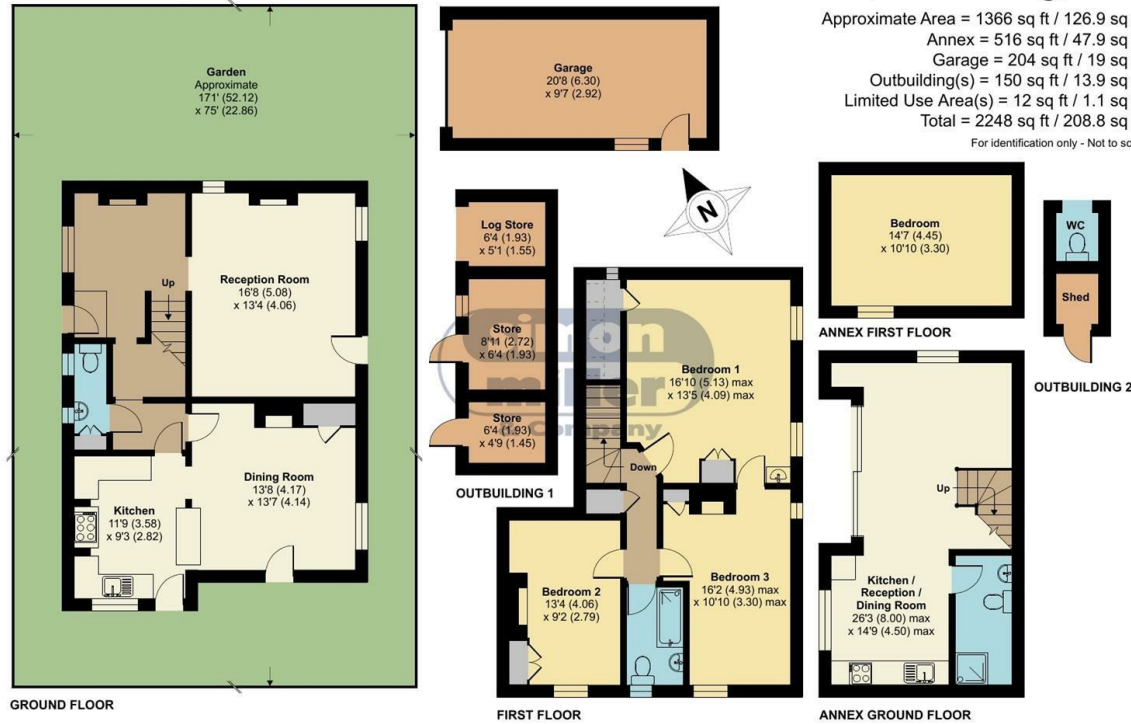 Approximate Area = 1366 sq ft / 126.9 sq
Annex = 516 sq ft / 47.9 sq
Garage = 204 sq ft / 19 sq
Outbuilding(s) = 150 sq ft / 13.9 sq
Limited Use Area(s) = 12 sq ft / 1.1 sq
Total = 2248 sq ft / 208.8 sq
For identification only - Not to sc
Garden
Approximate
171' (52.12)
x 75' (22.86)
Garage
20'8 (6.30)
x 9'7 (2.92)
N
Up
Reception Room
16'8 (5.08)
x 13'4 (4.06)
Dining Room
13'8 (4.17)
x 13'7 (4.14)
Kitchen
11'9 (3.58)
x 9'3 (2.82)
GROUND FLOOR
Log Store
6'4 (1.93)
x 5'1 (1.55)
Store
8'11 (2.72)
x 6'4 (1.93)
Store
6'4 (1.93)
x 4'9 (1.45)
OUTBUILDING 1
simon
miller
& Company
Bedroom 1
16'10 (5.13) max
x 13'5 (4.09) max
Down
Bedroom 2
13'4 (4.06)
x 9'2 (2.79)
Bedroom 3
16'2 (4.93) max
x 10'10 (3.30) max
FIRST FLOOR
Bedroom
14'7 (4.45)
x 10'10 (3.30)
ANNEX FIRST FLOOR
WC
Shed
OUTBUILDING 2
Up
Kitchen /
Reception /
Dining Room
26'3 (8.00) max
x 14'9 (4.50) max
ANNEX GROUND FLOOR